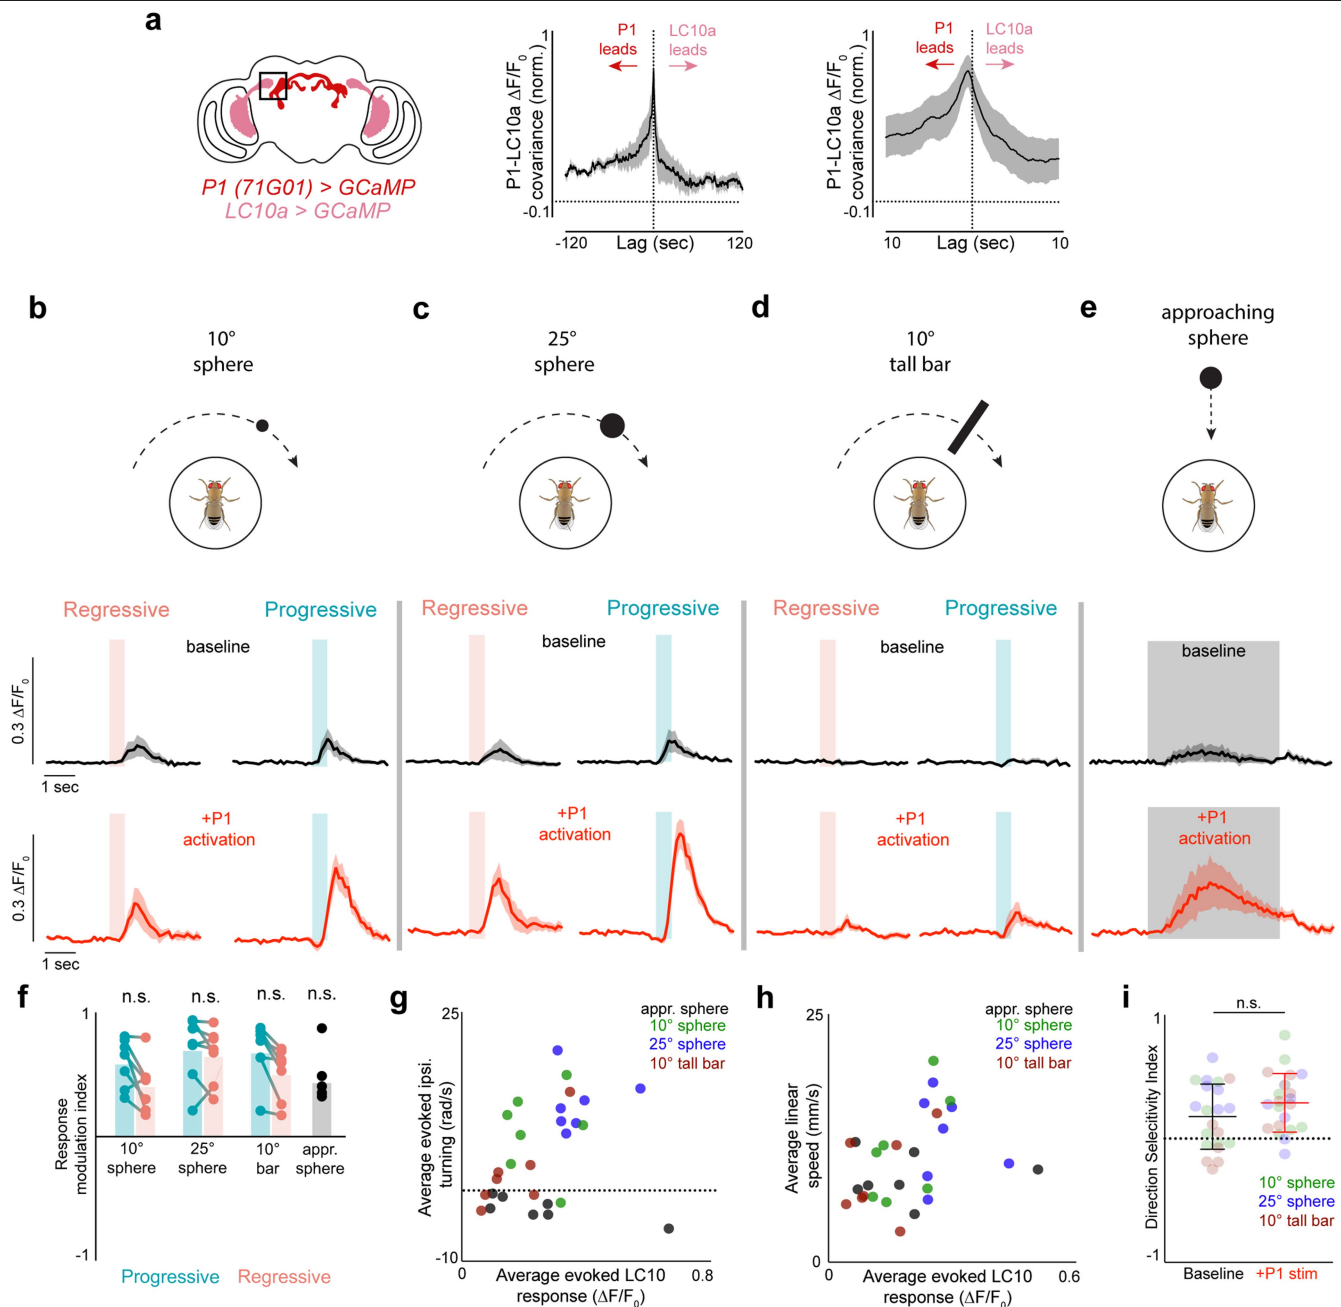 a
P1 (71G01) > GCaMP
LC10a > GCaMP
P1-LC10a ΔF/F0
covariance (norm.)
1
-0.1
P1
leads
LC10a
leads
-120
Lag (sec)
120
P1-LC10a ΔF/F0
covariance (norm.)
1
-0.1
P1
leads
LC10a
leads
10
Lag (sec)
10
b
10°
sphere
c
25°
sphere
d
10°
tall bar
e
approaching
sphere
Regressive
Progressive
baseline
0.3 ΔF/F0
1 sec
+P1
activation
0.3 ΔF/F0
1 sec
Regressive
Progressive
baseline
+P1
activation
Regressive
Progressive
baseline
+P1
activation
baseline
+P1
activation
f
n.s.
n.s.
n.s.
n.s.
1
Response
modulation index
-1
10°
sphere
25°
sphere
10°
bar
appr.
sphere
Progressive
Regressive
g
25
Average evoked ipsi.
turning (rad/s)
-10
appr. sphere
10° sphere
25° sphere
10° tall bar
0
Average evoked LC10
response (ΔF/F0)
0.8
h
25
Average linear
speed (mm/s)
0
appr. sphere
10° sphere
25° sphere
10° tall bar
0
Average evoked LC10
response (ΔF/F0)
0.6
i
n.s.
1
Direction Selectivity Index
-1
10° sphere
25° sphere
10° tall bar
Baseline
+P1 stim